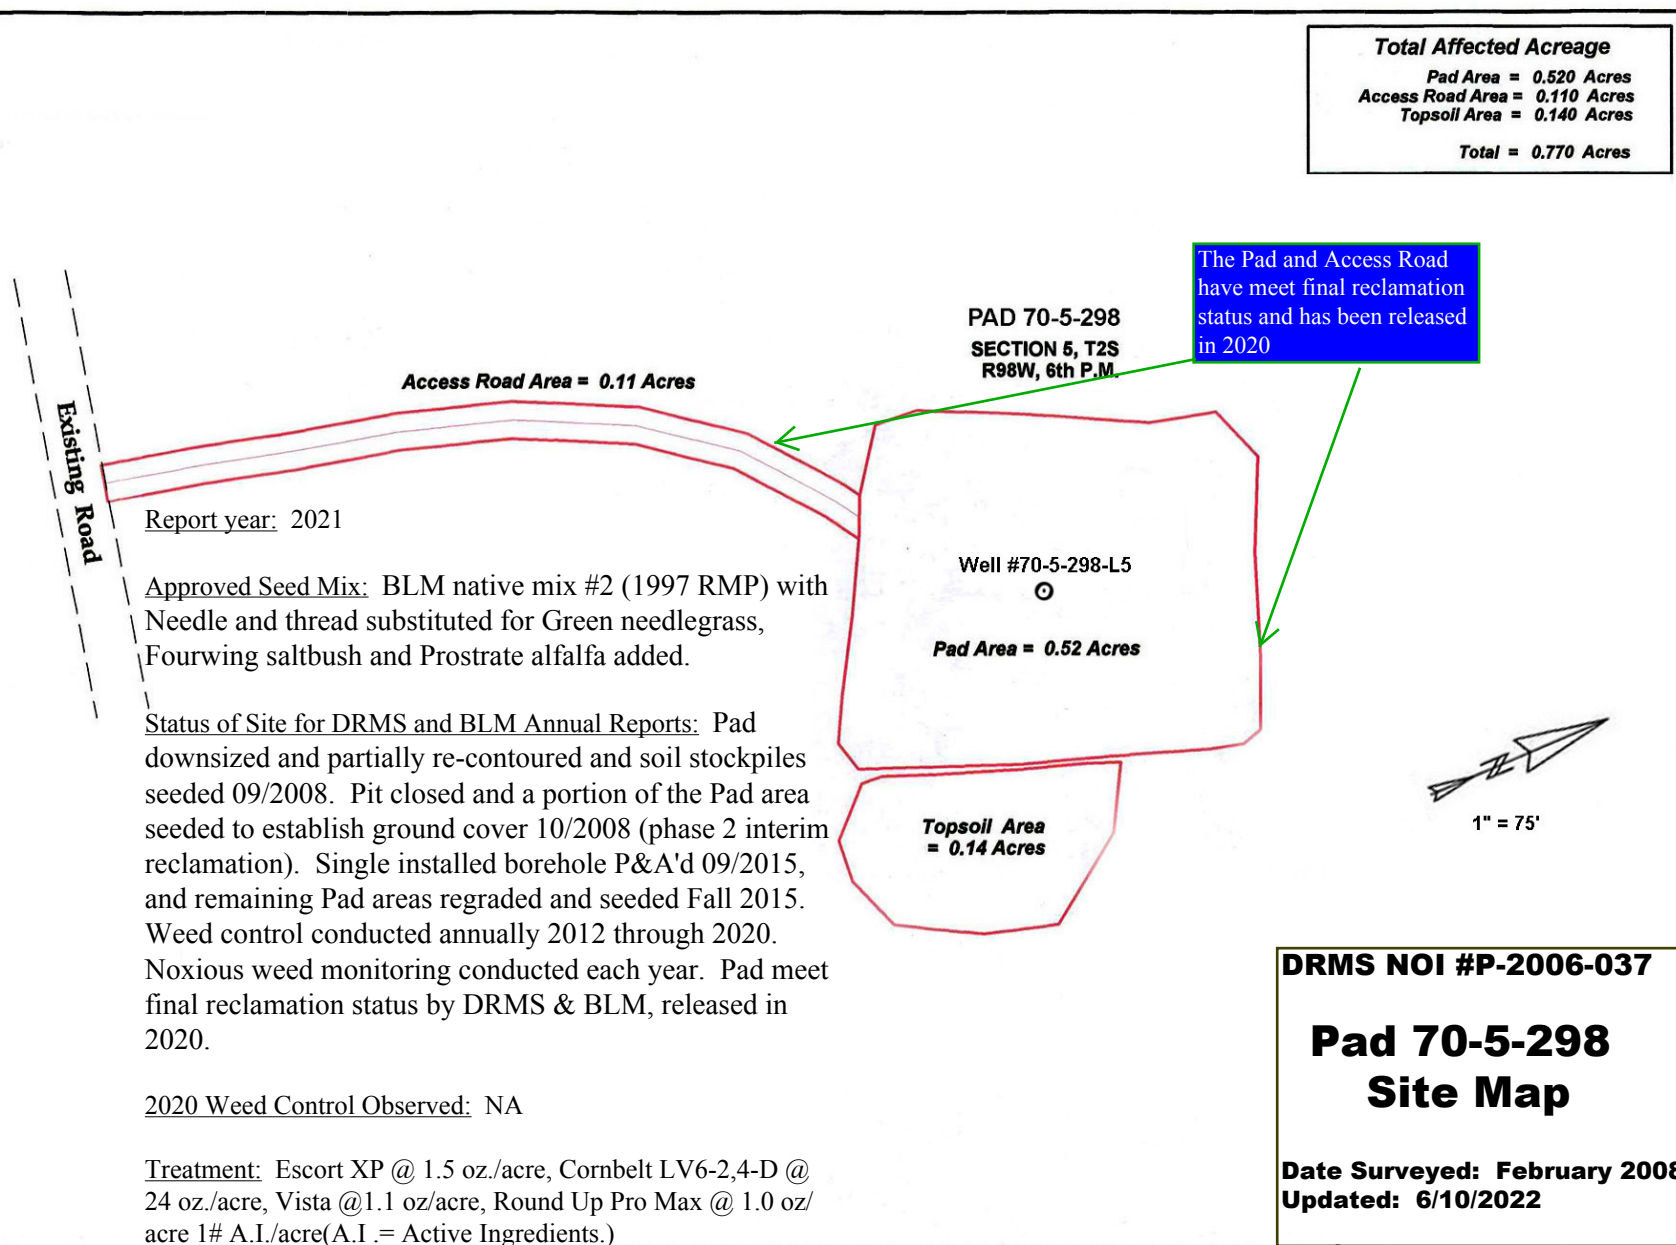 Total Affected Acreage
Pad Area = 0.520 Acres
Access Road Area = 0.110 Acres
Topsoil Area = 0.140 Acres
Total = 0.770 Acres
The Pad and Access Road
have meet final reclamation
status and has been released
in 2020
PAD 70-5-298
SECTION 5, T2S
R98W, 6th P.M.
Access Road Area = 0.11 Acres
Existing Road
Well #70-5-298-L5
Pad Area = 0.52 Acres
Topsoil Area
= 0.14 Acres
1" = 75'
Report year: 2021
Approved Seed Mix: BLM native mix #2 (1997 RMP) with
Needle and thread substituted for Green needlegrass,
Fourwing saltbush and Prostrate alfalfa added.
Status of Site for DRMS and BLM Annual Reports: Pad
downsized and partially re-contoured and soil stockpiles
seeded 09/2008. Pit closed and a portion of the Pad area
seeded to establish ground cover 10/2008 (phase 2 interim
reclamation). Single installed borehole P&A'd 09/2015,
and remaining Pad areas regraded and seeded Fall 2015.
Weed control conducted annually 2012 through 2020.
Noxious weed monitoring conducted each year. Pad meet
final reclamation status by DRMS & BLM, released in
2020.
2020 Weed Control Observed: NA
Treatment: Escort XP @ 1.5 oz./acre, Cornbelt LV6-2,4-D @
24 oz./acre, Vista @1.1 oz/acre, Round Up Pro Max @ 1.0 oz/
acre 1# A.I./acre(A.I .= Active Ingredients.)
DRMS NOI #P-2006-037
Pad 70-5-298
Site Map
Date Surveyed: February 2008
Updated: 6/10/2022